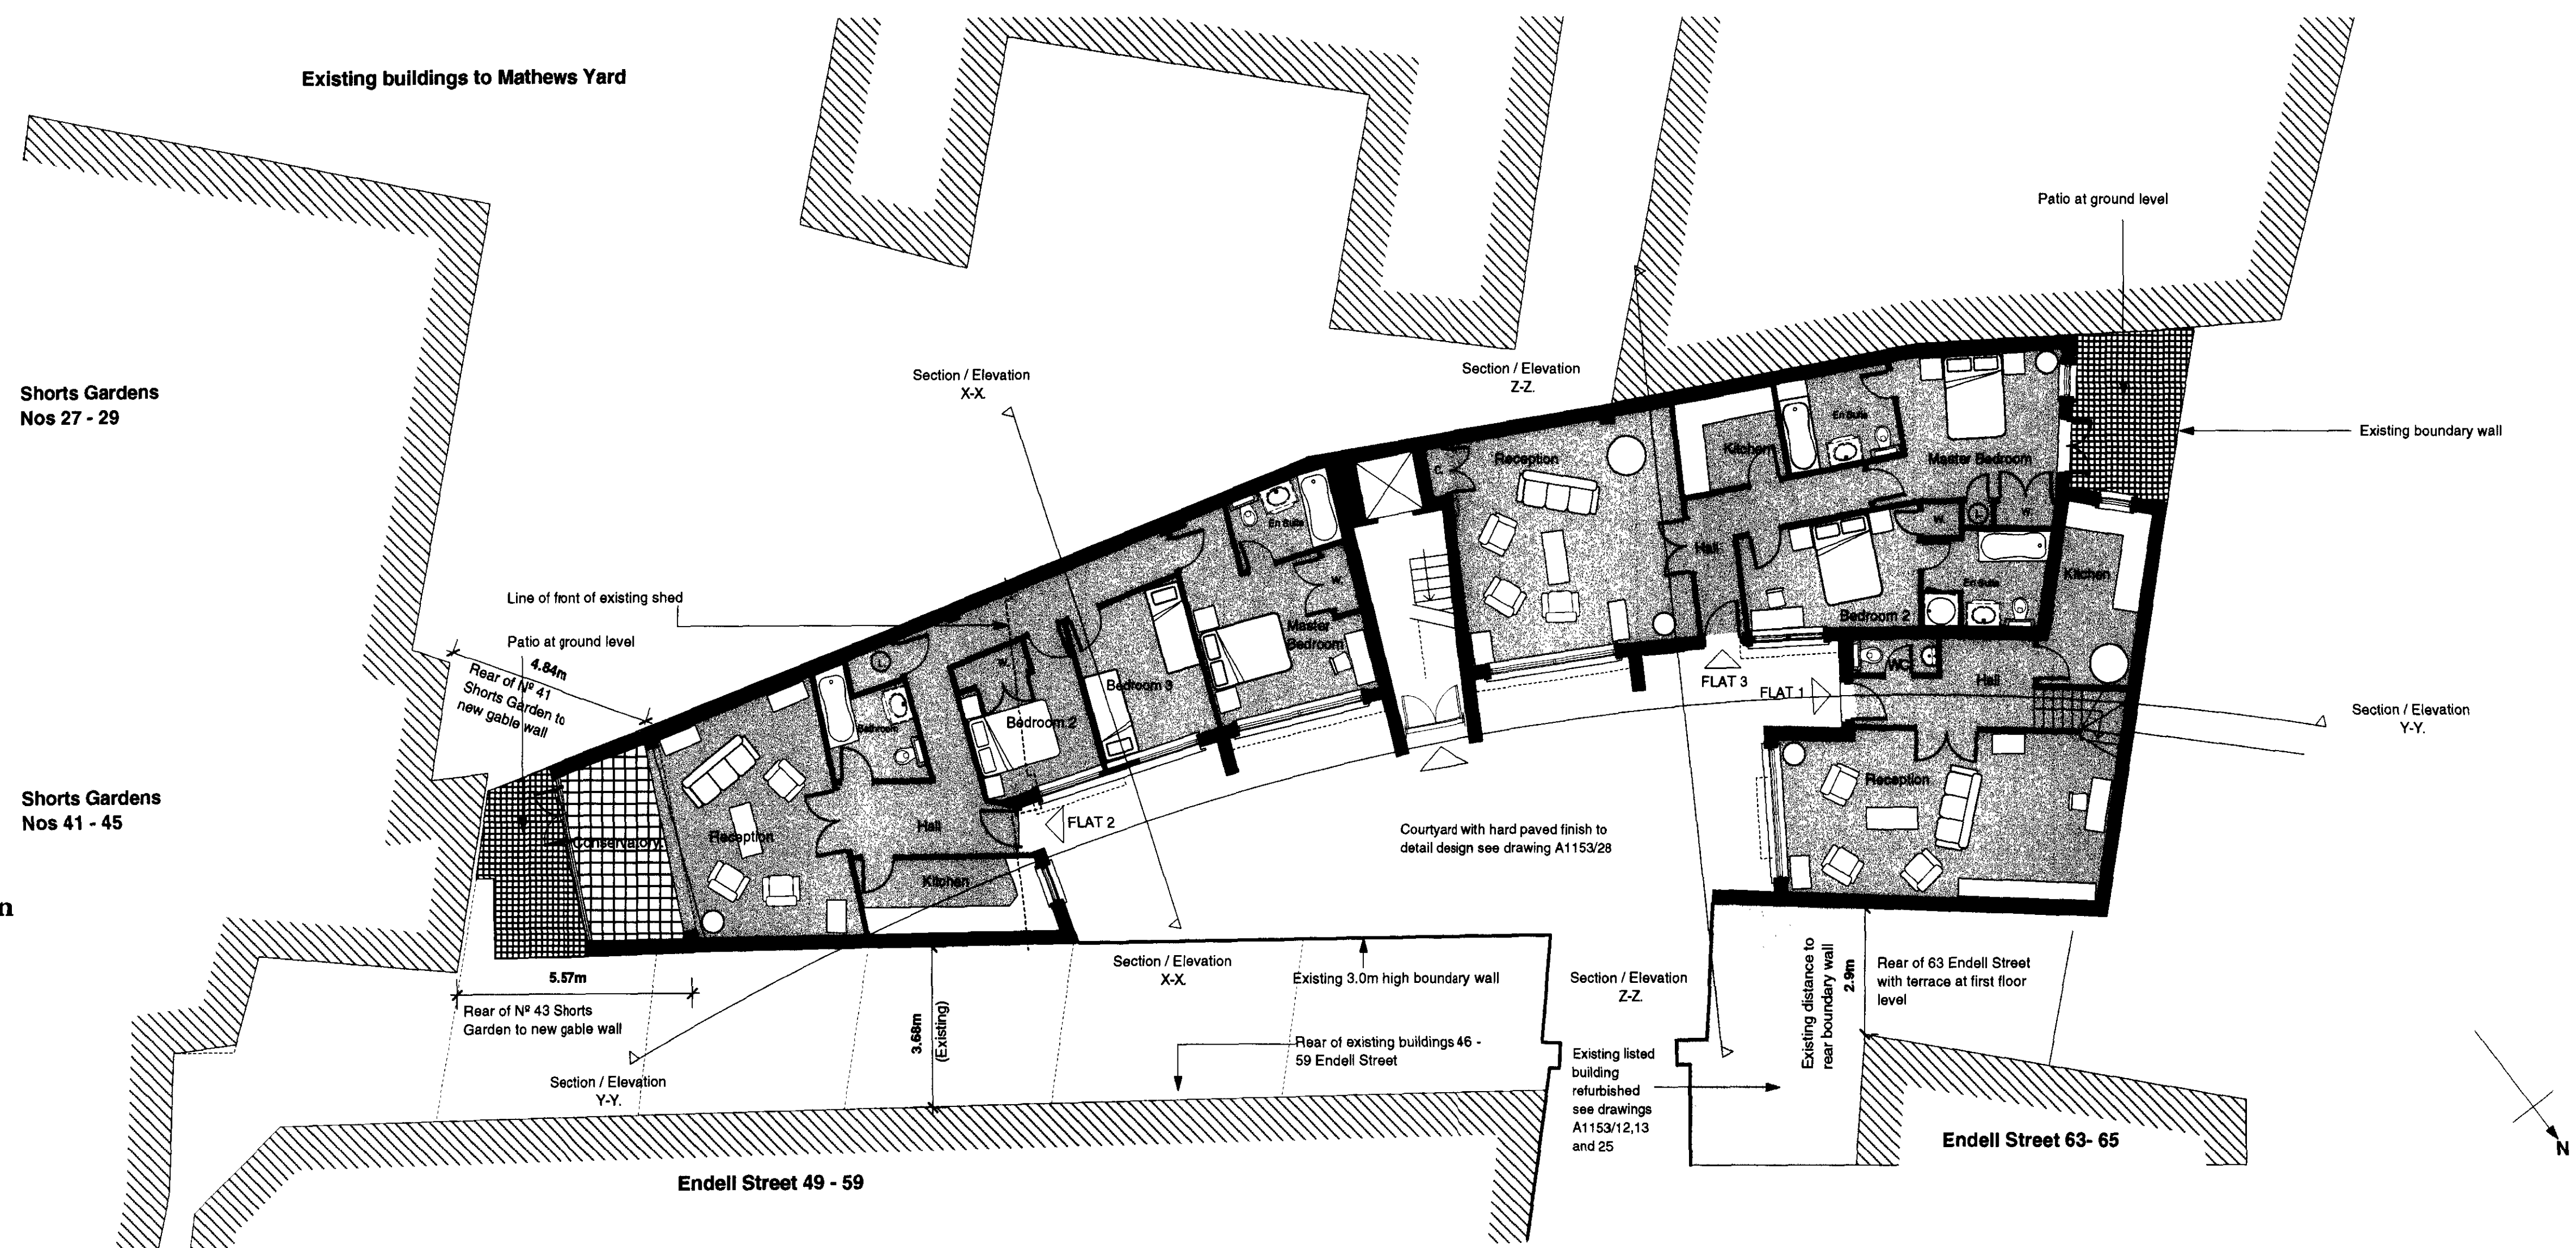 Existing buildings to Mathews Yard
Patio at ground level
Section / Elevation
X-X.
Section / Elevation
Z-Z.
Shorts Gardens
Nos 27 - 29
Existing boundary wall
En Suite
Kitchen
Master Bedroom
C.
Reception
En Suite
W.
L.
W.
Hall
Kitchen
En Suite
Bedroom 2
W.
Line of front of existing shed
Patio at ground level
4.84m
Rear of Nº 41
Shorts Garden to
new gable wall
L.
W.
Master
Bedroom
Bedroom 3
Bedroom 2
Bathroom
WC
Hall
FLAT 3
FLAT 1
Section / Elevation
Y-Y.
Reception
Shorts Gardens
Nos 41 - 45
FLAT 2
Hall
Reception
Conservatory
Kitchen
Courtyard with hard paved finish to
detail design see drawing A1153/28
n
5.57m
Rear of Nº 43 Shorts
Garden to new gable wall
3.68m
(Existing)
Section / Elevation
X-X.
Existing 3.0m high boundary wall
Section / Elevation
Z-Z.
Existing distance to
rear boundary wall
2.9m
Rear of 63 Endell Street
with terrace at first floor
level
Rear of existing buildings 46 -
59 Endell Street
Existing listed
building
refurbished
see drawings
A1153/12,13
and 25
Section / Elevation
Y-Y.
Endell Street 49 - 59
Endell Street 63- 65
N